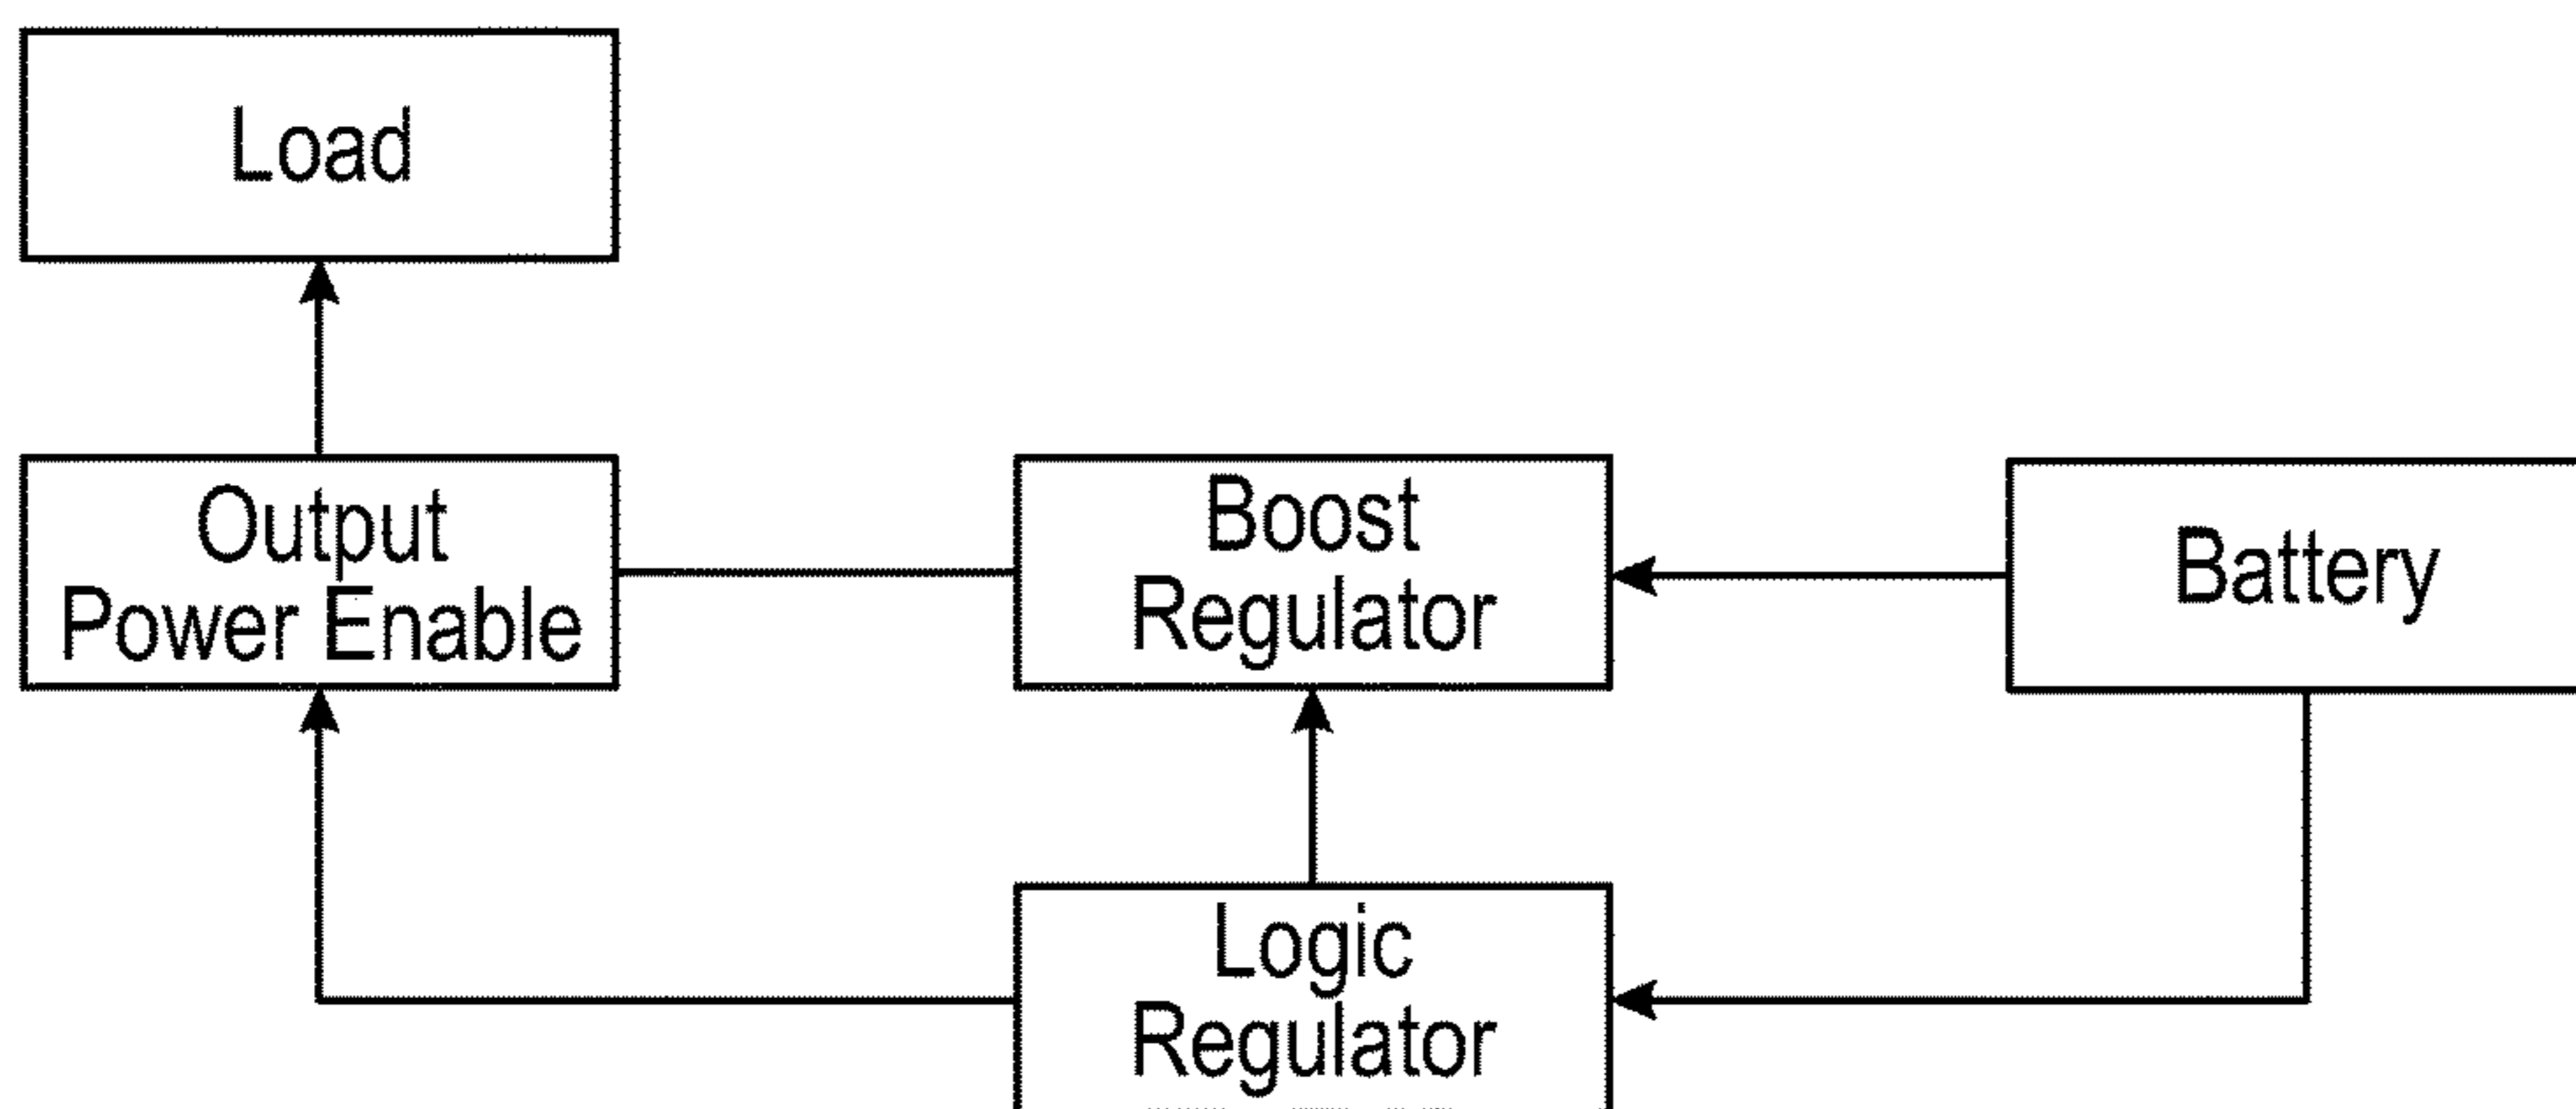 Load
Output
Power Enable
Boost
Regulator
Battery
Logic
Regulator